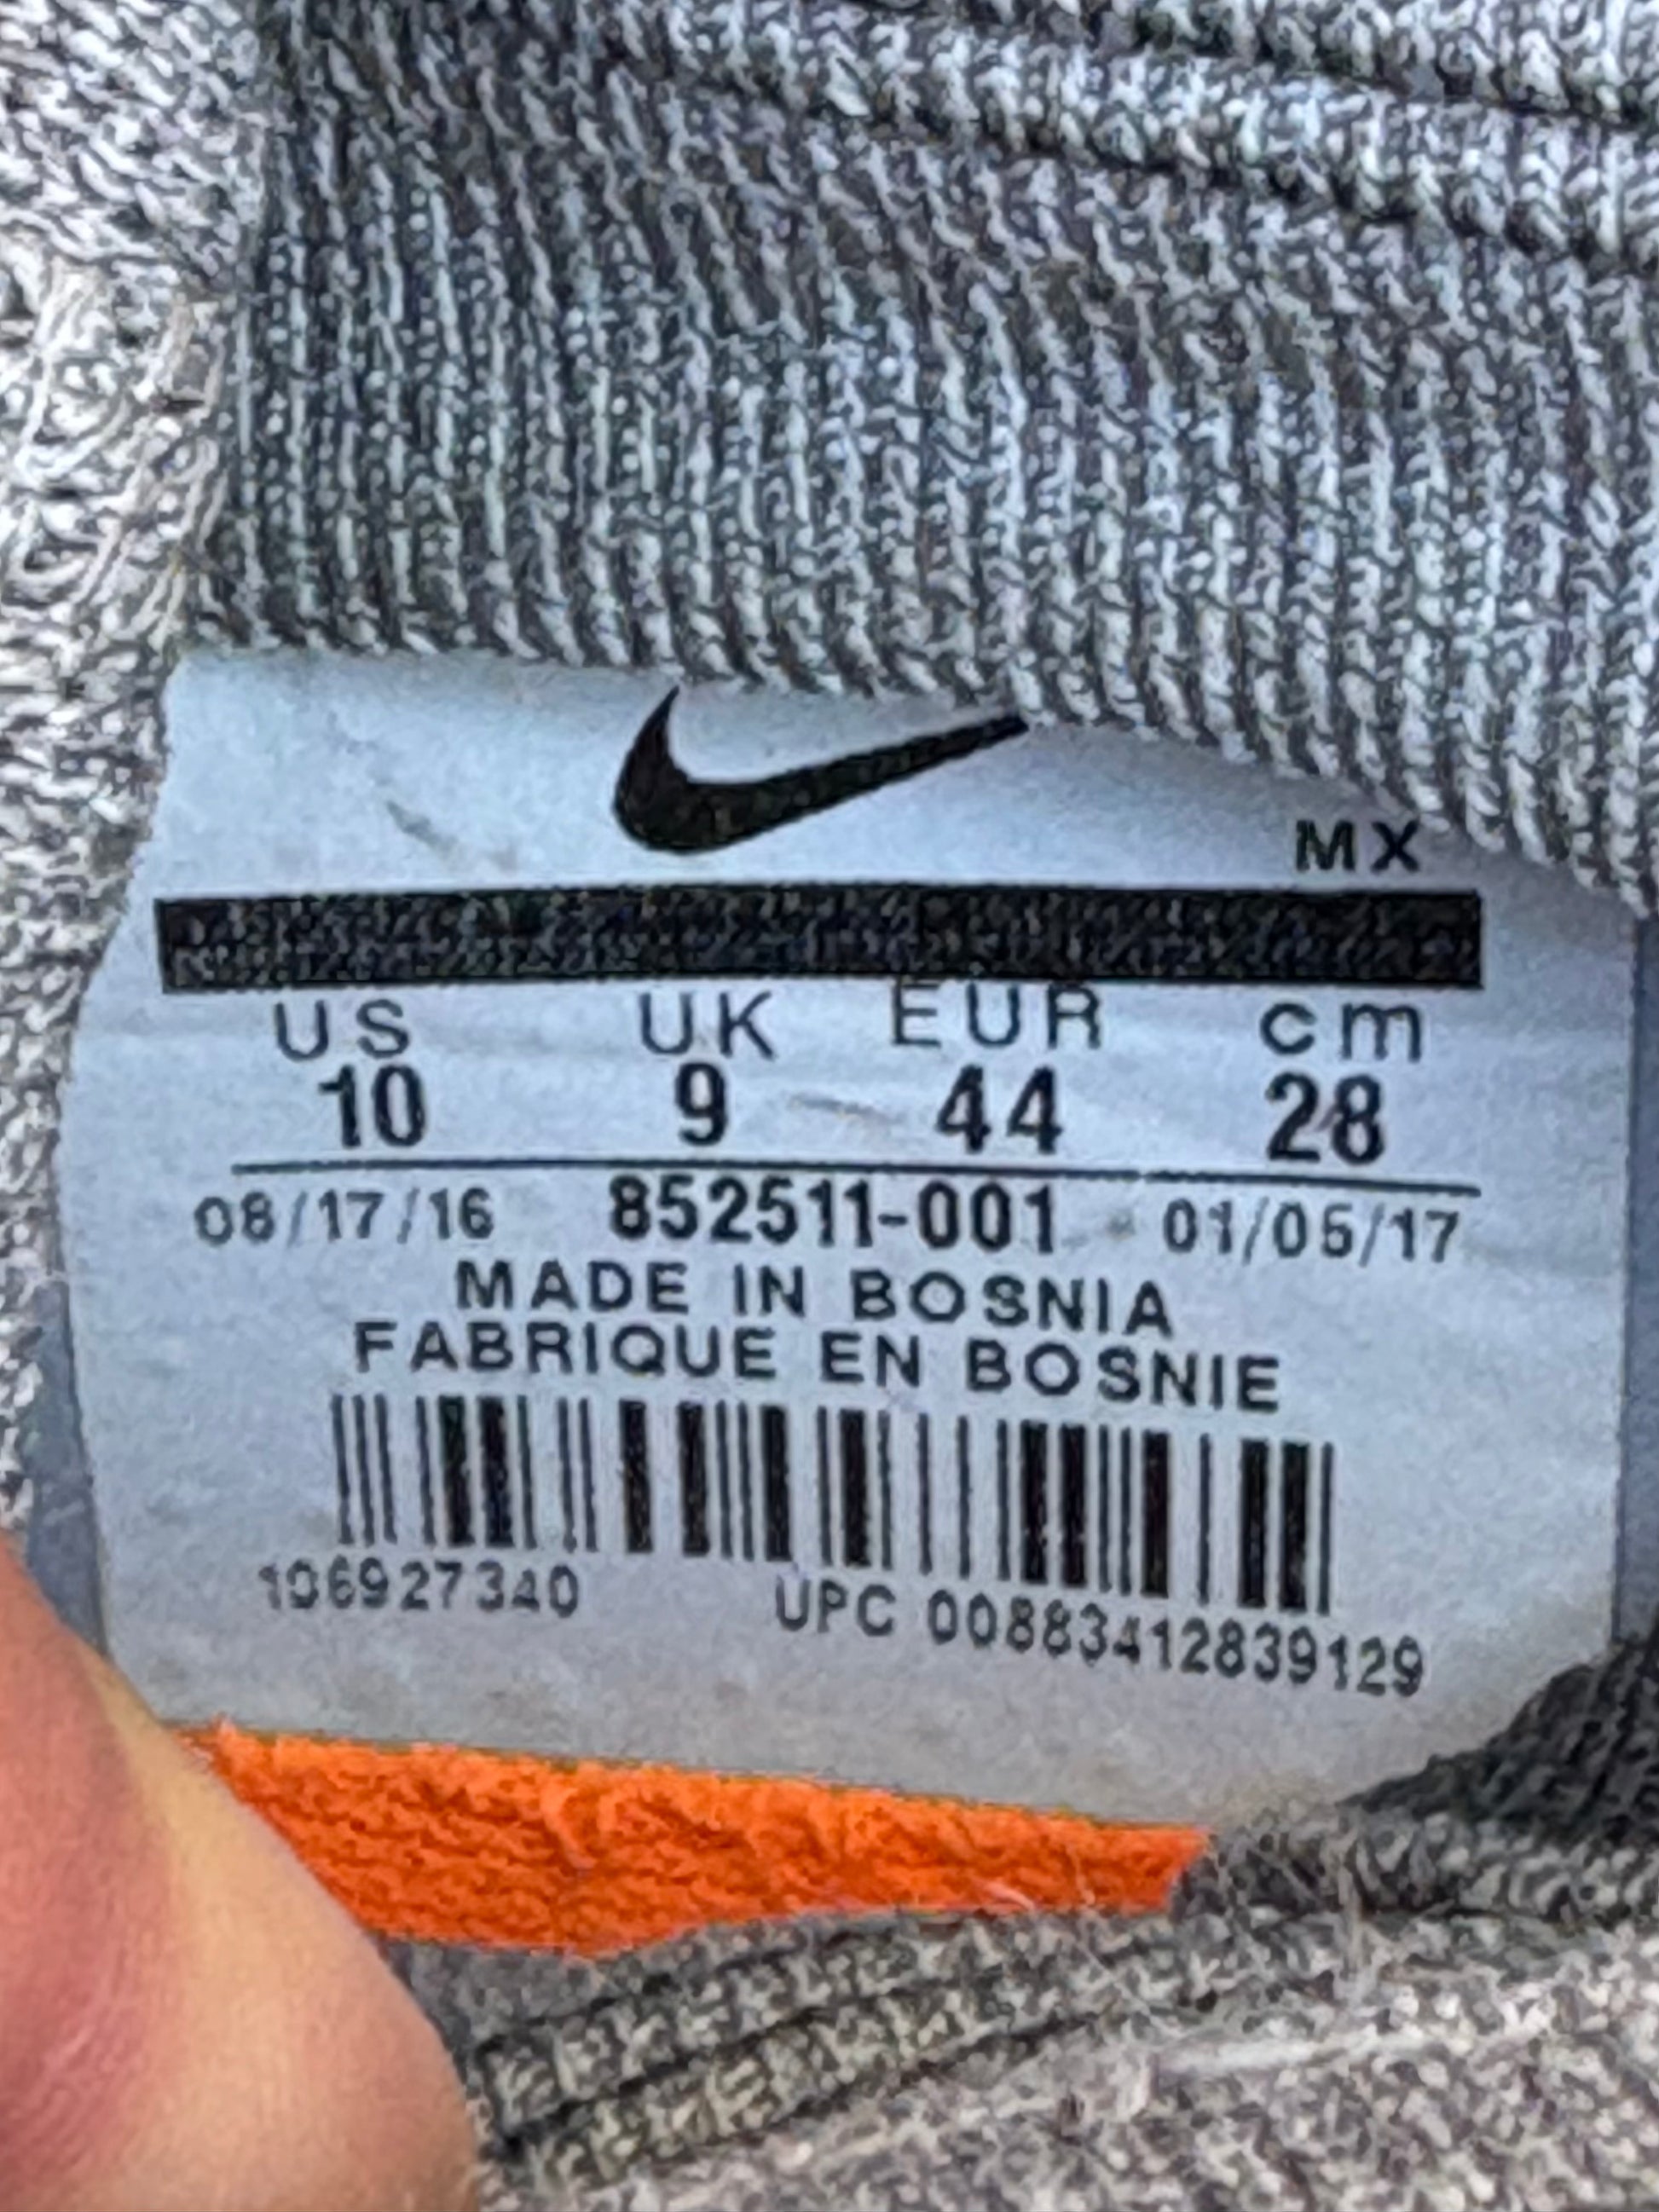 MX
US UK EUR cm
10 9 44 28
08/17/16 852511-001 01/05/17
MADE IN BOSNIA
FABRIQUE EN BOSNIE
106927340 UPC 00883412839129